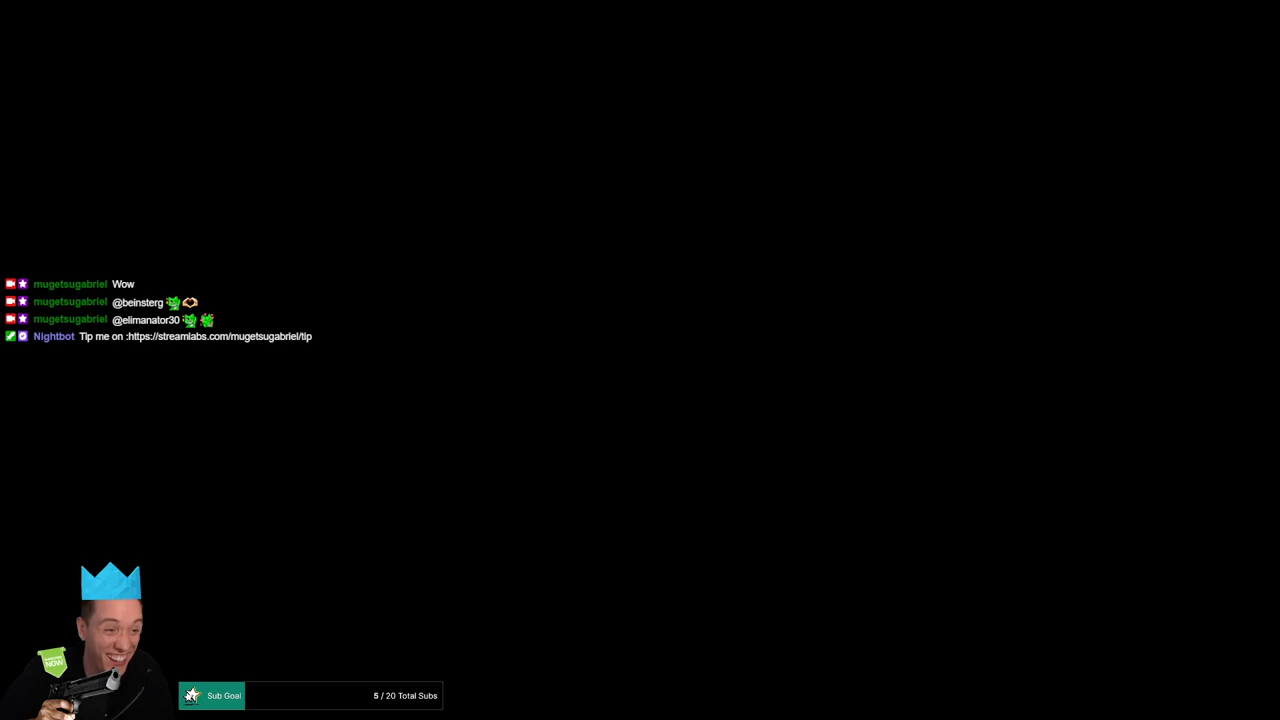 mugetsugabriel Wow
mugetsugabriel @beinsterg
mugetsugabriel @elimanator30
Nightbot Tip me on :https://streamlabs.com/mugetsugabriel/tip
NOW
Sub Goal 5 / 20 Total Subs